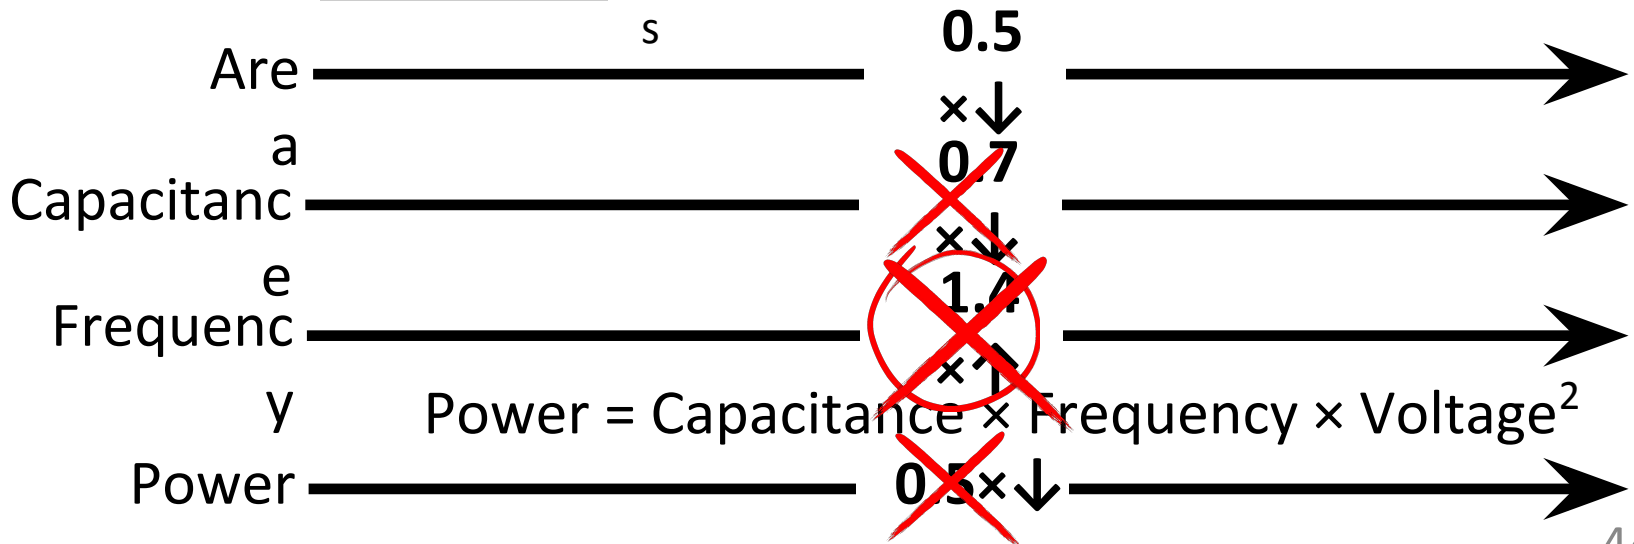 s
Are
a
0.5
×↓
Capacitanc
e
0.7
×↓
Frequenc
y
1.4
×↑
Power = Capacitance × Frequency × Voltage²
Power
0.5×↓